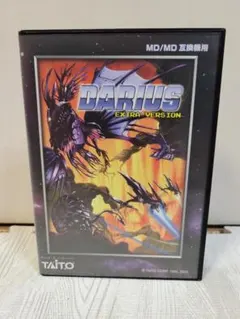 MD/MD 互換機用
DARIUS
EXTRA VERSION
TAITO